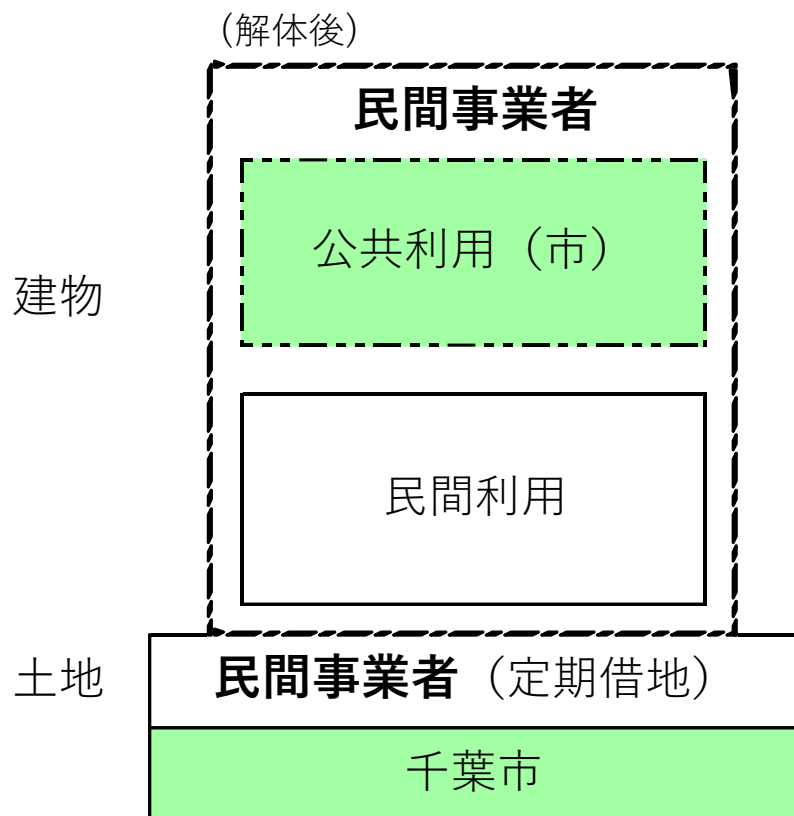 (解体後)
民間事業者
公共利用（市）
建物
民間利用
土地
民間事業者（定期借地）
千葉市